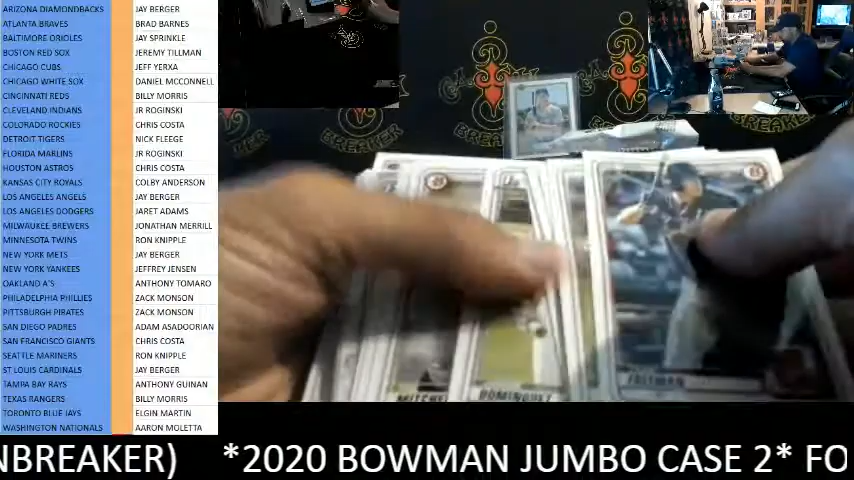 ARIZONA DIAMONDBACKS JAY BERGER
ATLANTA BRAVES BRAD BARNES
BALTIMORE ORIOLES JAY SPRINKLE
BOSTON RED SOX JEREMY TILLMAN
CHICAGO CUBS JEFF YERXA
CHICAGO WHITE SOX DANIEL MCCONNELL
CINCINNATI REDS BILLY MORRIS
CLEVELAND INDIANS JR ROGINSKI
COLORADO ROCKIES CHRIS COSTA
DETROIT TIGERS NICK FLEEGE
FLORIDA MARLINS JR ROGINSKI
HOUSTON ASTROS CHRIS COSTA
KANSAS CITY ROYALS COLBY ANDERSON
LOS ANGELES ANGELS JAY BERGER
LOS ANGELES DODGERS JARET ADAMS
MILWAUKEE BREWERS JONATHAN MERRILL
MINNESOTA TWINS RON KNIPPLE
NEW YORK METS JAY BERGER
NEW YORK YANKEES JEFFREY JENSEN
OAKLAND A'S ANTHONY TOMARO
PHILADELPHIA PHILLIES ZACK MONSON
PITTSBURGH PIRATES ZACK MONSON
SAN DIEGO PADRES ADAM ASADOORIAN
SAN FRANCISCO GIANTS CHRIS COSTA
SEATTLE MARINERS RON KNIPPLE
ST LOUIS CARDINALS JAY BERGER
TAMPA BAY RAYS ANTHONY GUINAN
TEXAS RANGERS BILLY MORRIS
TORONTO BLUE JAYS ELGIN MARTIN
WASHINGTON NATIONALS AARON MOLETTA
BREAKER
BREAKER
DOMINGUEZ
NBREAKER) *2020 BOWMAN JUMBO CASE 2* FO